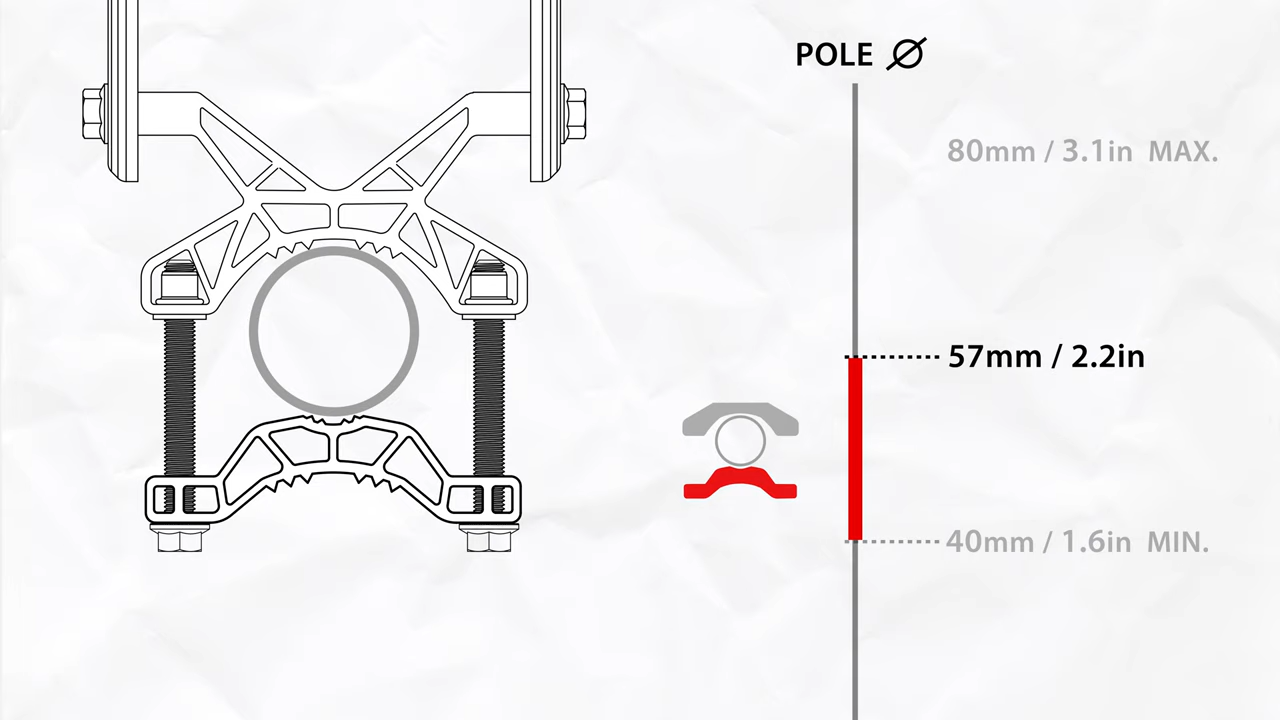 POLE Ø
80mm / 3.1in MAX.
57mm / 2.2in
40mm / 1.6in MIN.